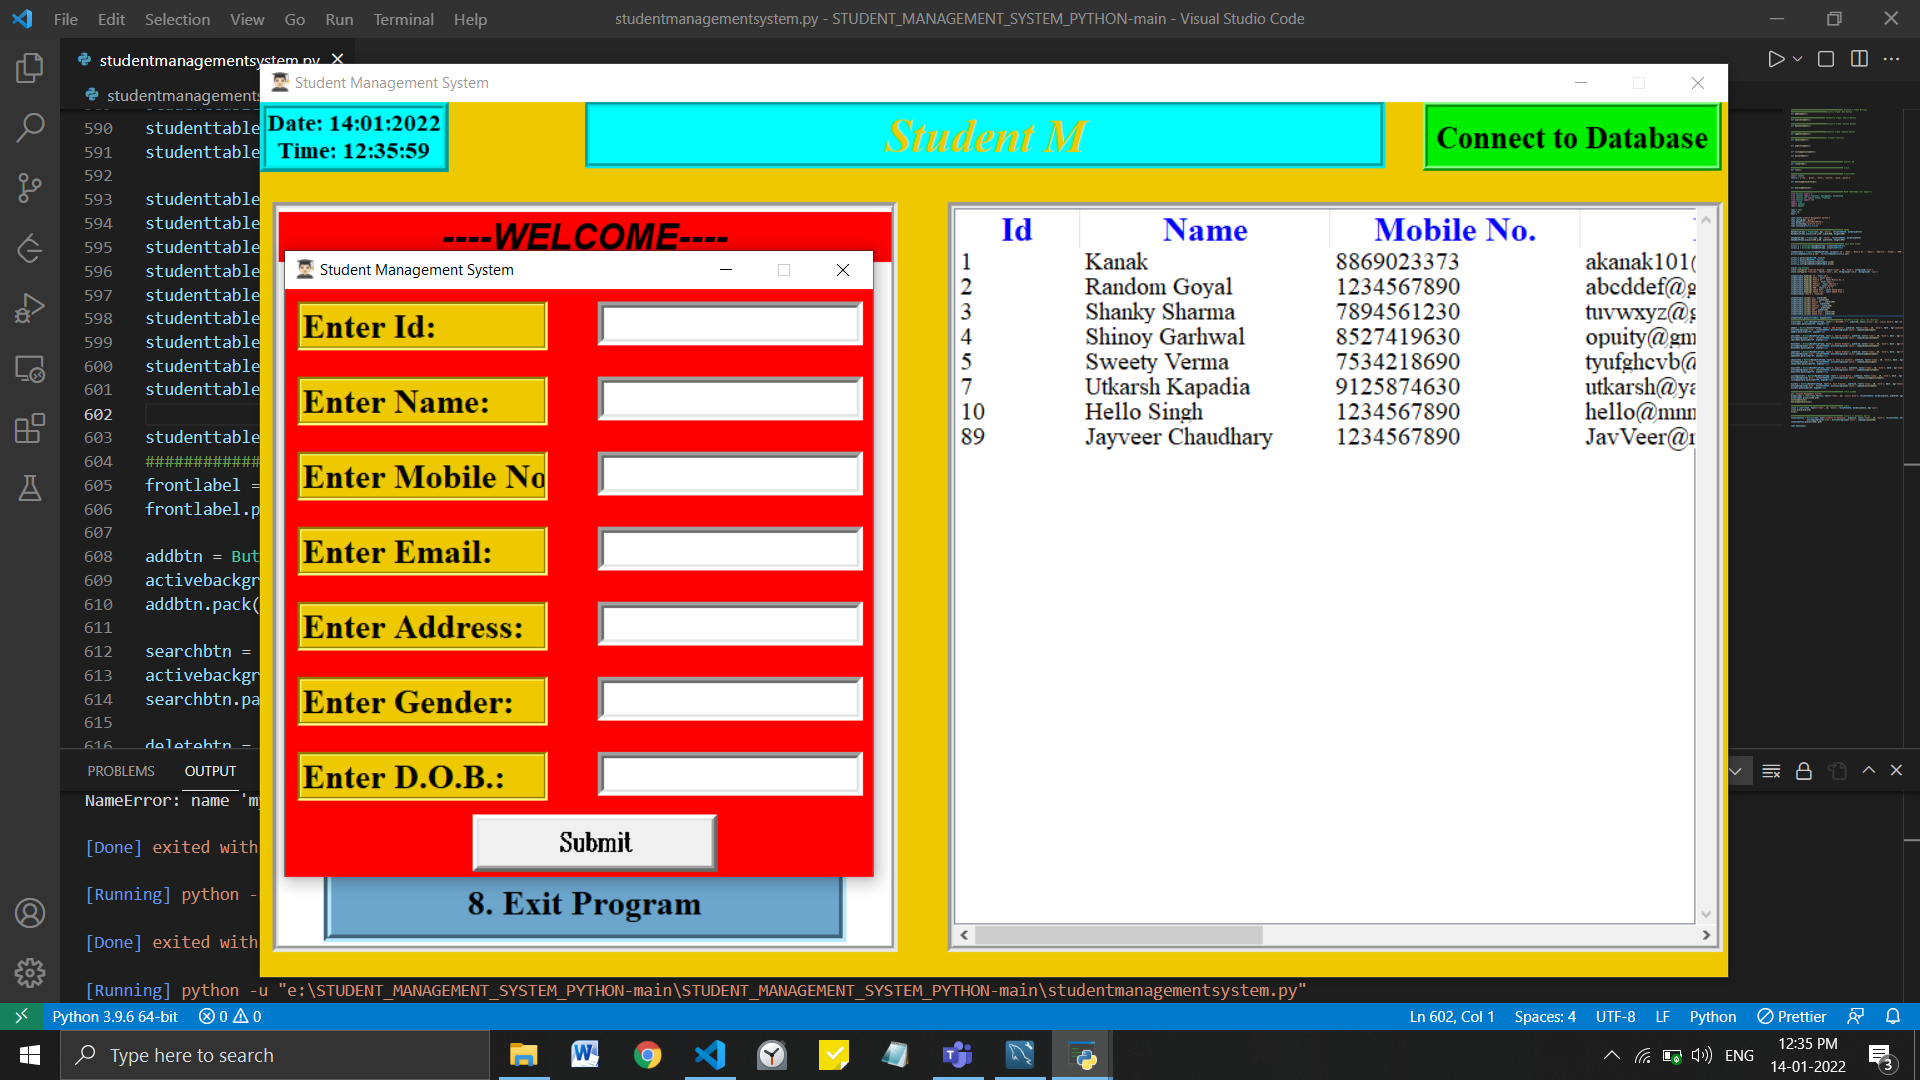 File Edit Selection View Go Run Terminal Help
studentmanagementsystem.py - STUDENT_MANAGEMENT_SYSTEM_PYTHON-main - Visual Studio Code
studentmanagementsystem.py
studentmanagements
590 studenttable
591 studenttable
592
593 studenttable
594 studenttable
595 studenttable
596 studenttable
597 studenttable
598 studenttable
599 studenttable
600 studenttable
601 studenttable
602
603 studenttable
604 ############
605 frontlabel =
606 frontlabel.p
607
608 addbtn = But
609 activebackgr
610 addbtn.pack(
611
612 searchbtn =
613 activebackgr
614 searchbtn.pa
615
616 deletebtn =
Student Management System
Date: 14:01:2022
Time: 12:35:59
Student M
Connect to Database
----WELCOME----
Student Management System
Enter Id:
Enter Name:
Enter Mobile No
Enter Email:
Enter Address:
Enter Gender:
Enter D.O.B.:
Submit
8. Exit Program
Id Name Mobile No.
1 Kanak 8869023373 akanak101@
2 Random Goyal 1234567890 abcddef@g
3 Shanky Sharma 7894561230 tuvwxyz@g
4 Shinoy Garhwal 8527419630 opuity@gm
5 Sweety Verma 7534218690 tyufghcvb@
7 Utkarsh Kapadia 9125874630 utkarsh@ya
10 Hello Singh 1234567890 hello@mnn
89 Jayveer Chaudhary 1234567890 JavVeer@
PROBLEMS OUTPUT
NameError: name 'my
[Done] exited with
[Running] python -
[Done] exited with
[Running] python -u "e:\STUDENT_MANAGEMENT_SYSTEM_PYTHON-main\STUDENT_MANAGEMENT_SYSTEM_PYTHON-main\studentmanagementsystem.py"
Python 3.9.6 64-bit 0 0 Ln 602, Col 1 Spaces: 4 UTF-8 LF Python Prettier
Type here to search
ENG
12:35 PM
14-01-2022
3